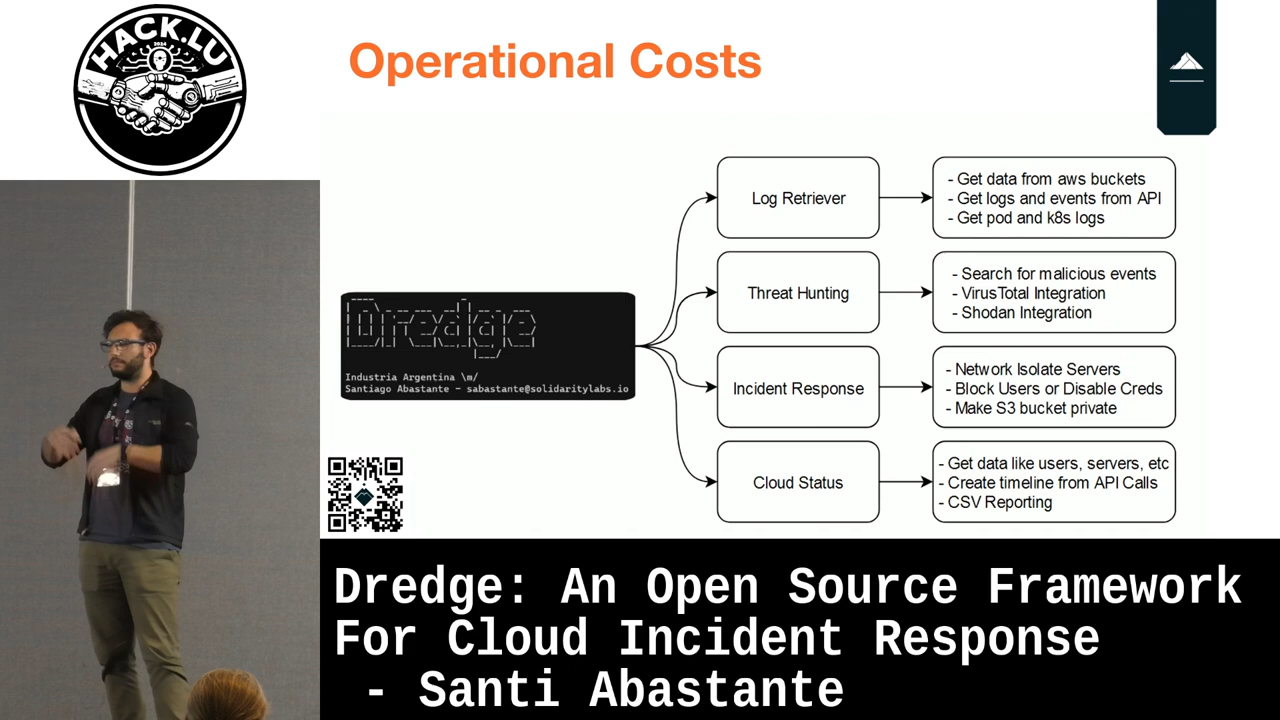 HACK.LU
2024
Operational Costs
Log Retriever
- Get data from aws buckets
- Get logs and events from API
- Get pod and k8s logs
Threat Hunting
- Search for malicious events
- VirusTotal Integration
- Shodan Integration
Dredge
Industria Argentina \m/
Santiago Abastante - sabastante@solidaritylabs.io
Incident Response
- Network Isolate Servers
- Block Users or Disable Creds
- Make S3 bucket private
Cloud Status
- Get data like users, servers, etc
- Create timeline from API Calls
- CSV Reporting
Dredge: An Open Source Framework
For Cloud Incident Response
- Santi Abastante